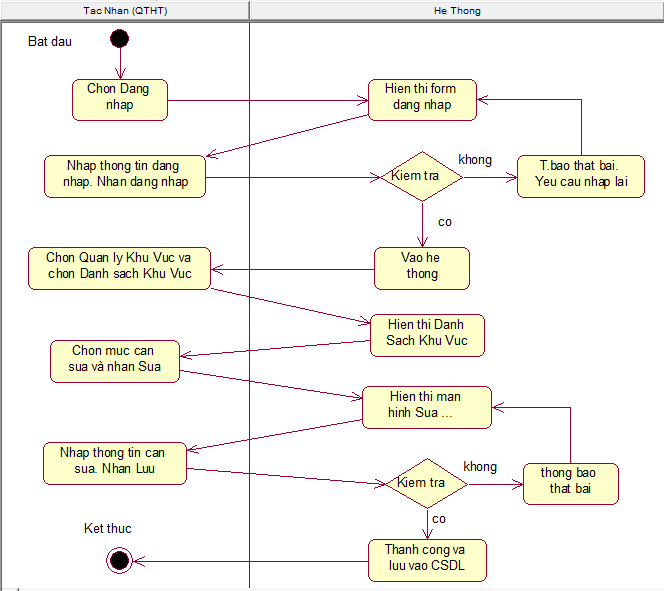 Tac Nhan (QTHT)
He Thong
Bat dau
Chon Dang
nhap
Hien thi form
dang nhap
Nhap thong tin dang
nhap. Nhan dang nhap
Kiem tra
khong
T.bao that bai.
Yeu cau nhap lai
co
Chon Quan ly Khu Vuc va
chon Danh sach Khu Vuc
Vao he
thong
Hien thi Danh
Sach Khu Vuc
Chon muc can
sua và nhan Sua
Hien thi man
hinh Sua ...
Nhap thong tin can
sua. Nhan Luu
Kiem tra
khong
thong bao
that bai
co
Ket thuc
Thanh cong va
luu vao CSDL